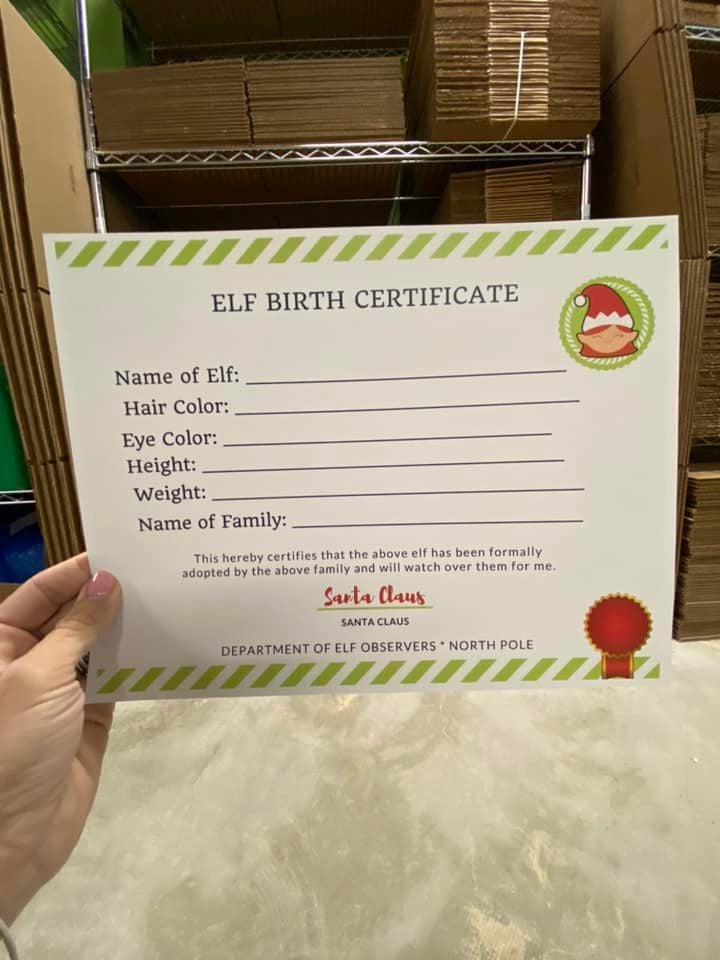 ELF BIRTH CERTIFICATE
Name of Elf:
Hair Color:
Eye Color:
Height:
Weight:
Name of Family:
This hereby certifies that the above elf has been formally
adopted by the above family and will watch over them for me.
Santa Claus
SANTA CLAUS
DEPARTMENT OF ELF OBSERVERS * NORTH POLE